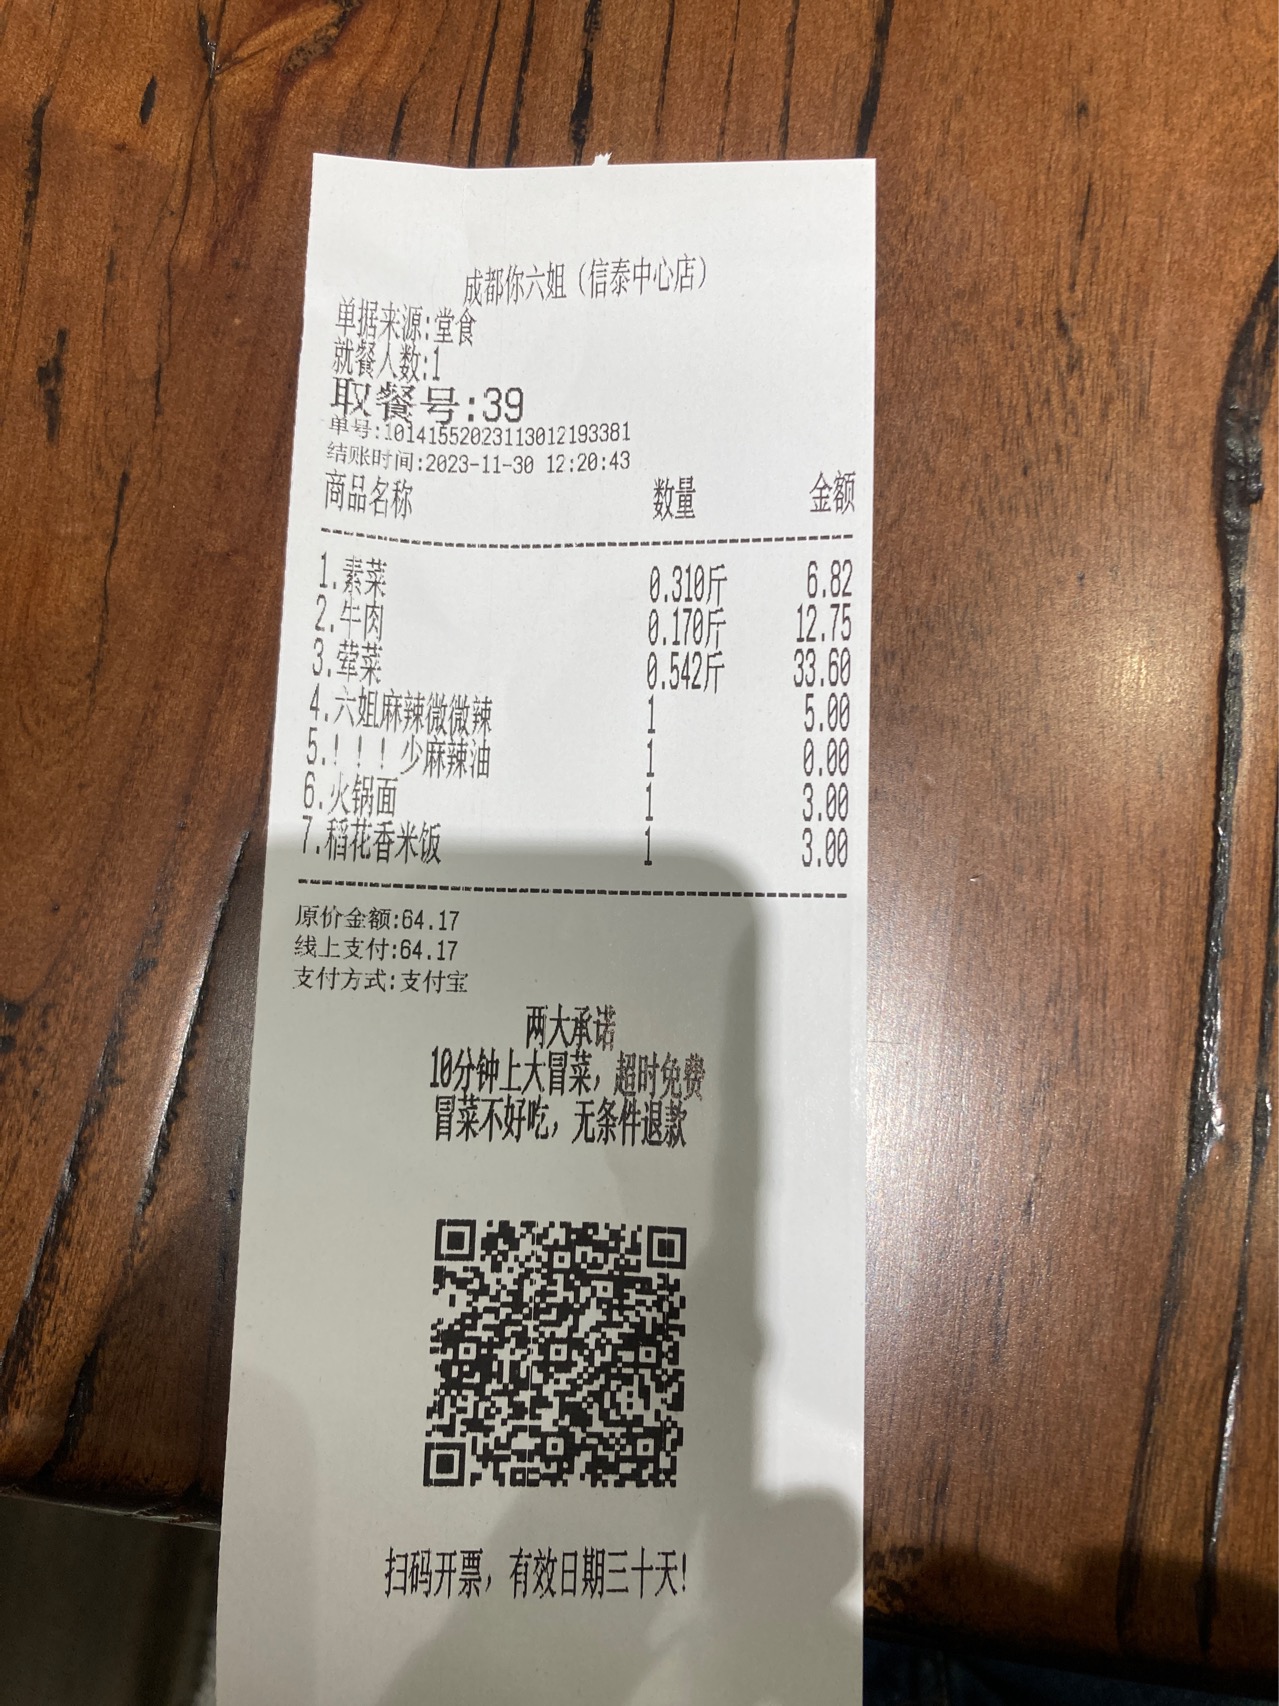 成都你六姐（信泰中心店）
单据来源:堂食
就餐人数:1
取餐号:39
单号:10141552023113012193381
结账时间:2023-11-30 12:20:43
商品名称 数量 金额
1.素菜 0.310斤 6.82
2.牛肉 0.170斤 12.75
3.荤菜 0.542斤 33.60
4.六姐麻辣微微辣 1 5.00
5.！！！少麻辣油 1 0.00
6.火锅面 1 3.00
7.稻花香米饭 1 3.00
原价金额:64.17
线上支付:64.17
支付方式:支付宝
两大承诺
10分钟上大冒菜，超时免费
冒菜不好吃，无条件退款
扫码开票，有效日期三十天！